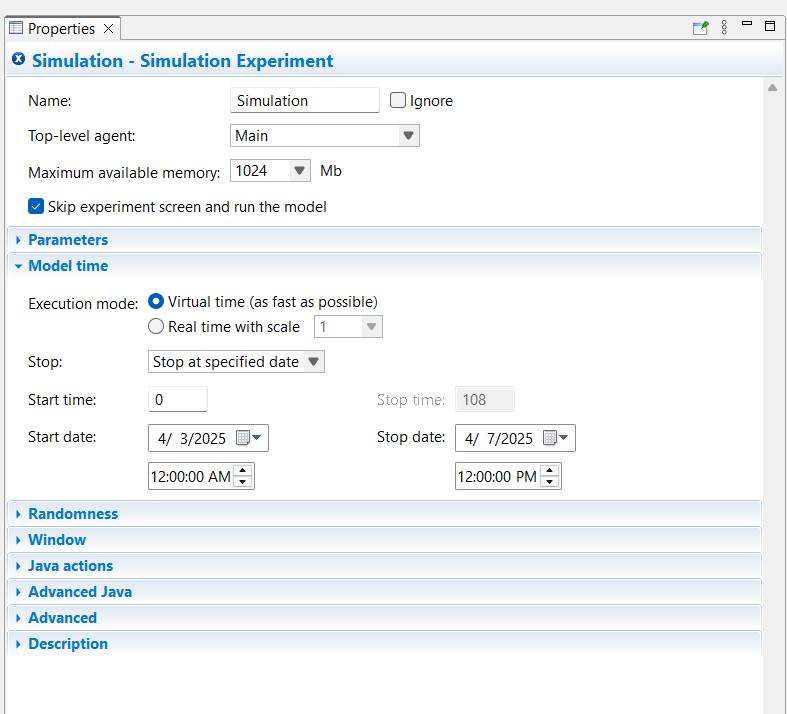 Properties
Simulation - Simulation Experiment
Name: Simulation Ignore
Top-level agent: Main
Maximum available memory: 1024 Mb
Skip experiment screen and run the model
Parameters
Model time
Execution mode: Virtual time (as fast as possible)
Real time with scale 1
Stop: Stop at specified date
Start time: 0 Stop time: 108
Start date: 4/ 3/2025 Stop date: 4/ 7/2025
12:00:00 AM 12:00:00 PM
Randomness
Window
Java actions
Advanced Java
Advanced
Description